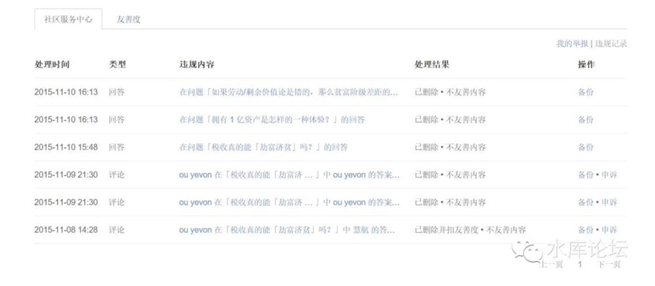 社区服务中心 友善度
我的举报 | 违规记录
处理时间 类型 违规内容 处理结果 操作
2015-11-10 16:13 回答 在问题「如果劳动/剩余价值论是错的，那么贫富阶级差距的... 已删除 • 不友善内容 备份
2015-11-10 16:13 回答 在问题「拥有 1 亿资产是怎样的一种体验？」的回答 已删除 • 不友善内容 备份
2015-11-10 15:48 回答 在问题「税收真的能「劫富济贫」吗？」的回答 已删除 • 不友善内容 备份
2015-11-09 21:30 评论 ou yevon 在「税收真的能「劫富济 ...」中 ou yevon 的答案... 已删除 • 不友善内容 备份 • 申诉
2015-11-09 21:30 评论 ou yevon 在「税收真的能「劫富济 ...」中 ou yevon 的答案... 已删除 • 不友善内容 备份 • 申诉
2015-11-08 14:28 评论 ou yevon 在「税收真的能「劫富济贫」吗？」中 慧航 的答... 已删除并扣友善度 • 不友善内容 备份 • 申诉
水库论坛
上一页 1 下一页